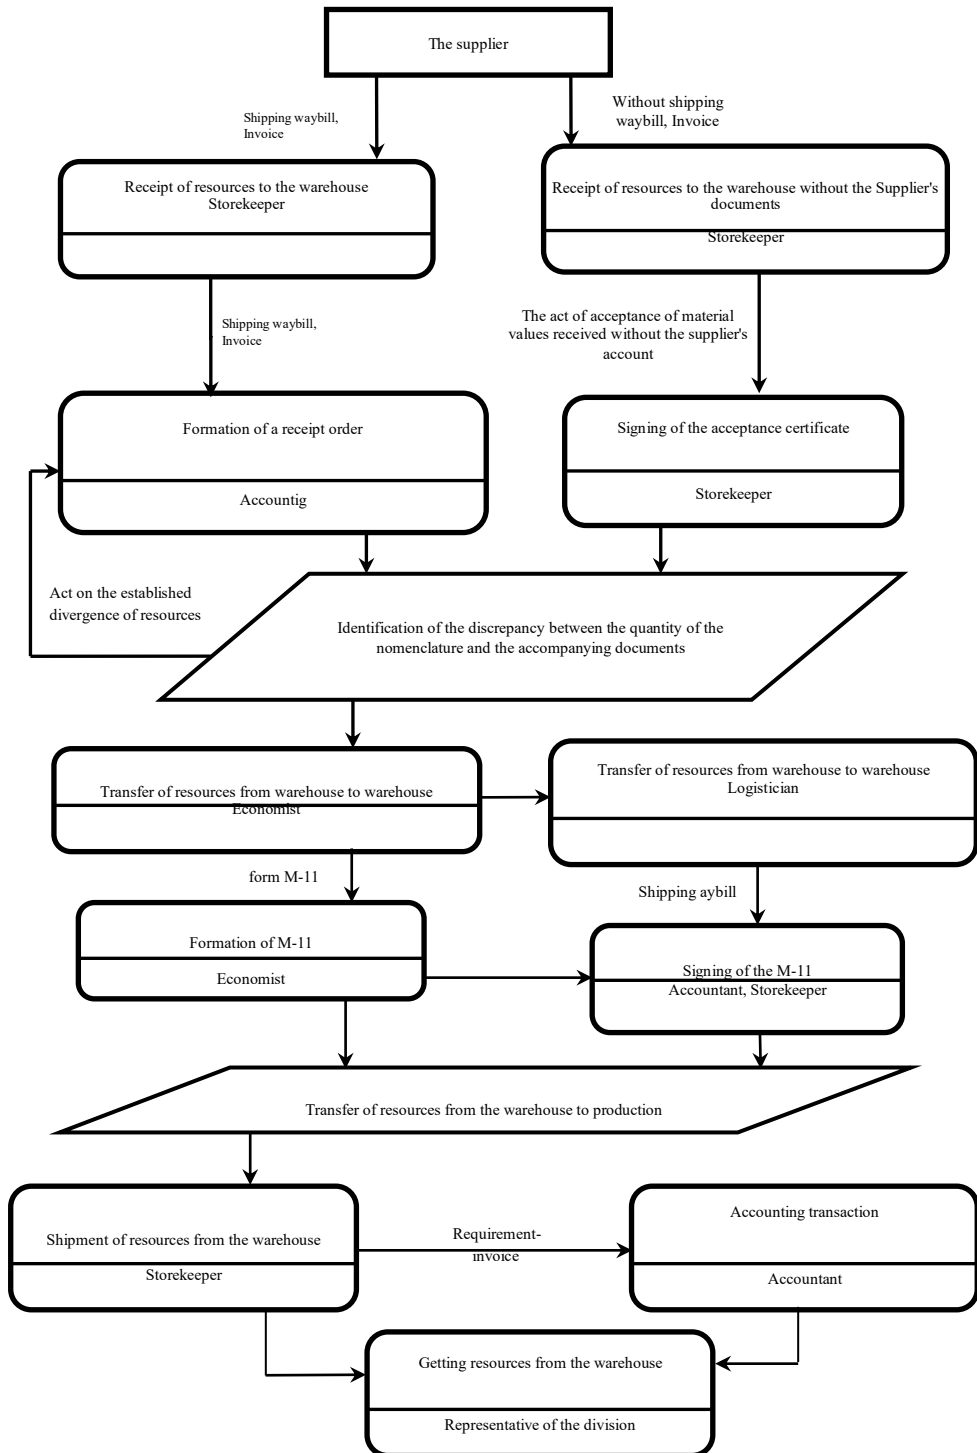 The supplier
Shipping waybill,
Invoice
Without shipping
waybill, Invoice
Receipt of resources to the warehouse
Storekeeper
Receipt of resources to the warehouse without the Supplier's
documents
Storekeeper
Shipping waybill,
Invoice
The act of acceptance of material
values received without the supplier's
account
Formation of a receipt order
Accountig
Signing of the acceptance certificate
Storekeeper
Act on the established
divergence of resources
Identification of the discrepancy between the quantity of the
nomenclature and the accompanying documents
Transfer of resources from warehouse to warehouse
Economist
Transfer of resources from warehouse to warehouse
Logistician
form M-11
Shipping aybill
Formation of M-11
Economist
Signing of the M-11
Accountant, Storekeeper
Transfer of resources from the warehouse to production
Shipment of resources from the warehouse
Storekeeper
Requirement-
invoice
Accounting transaction
Accountant
Getting resources from the warehouse
Representative of the division